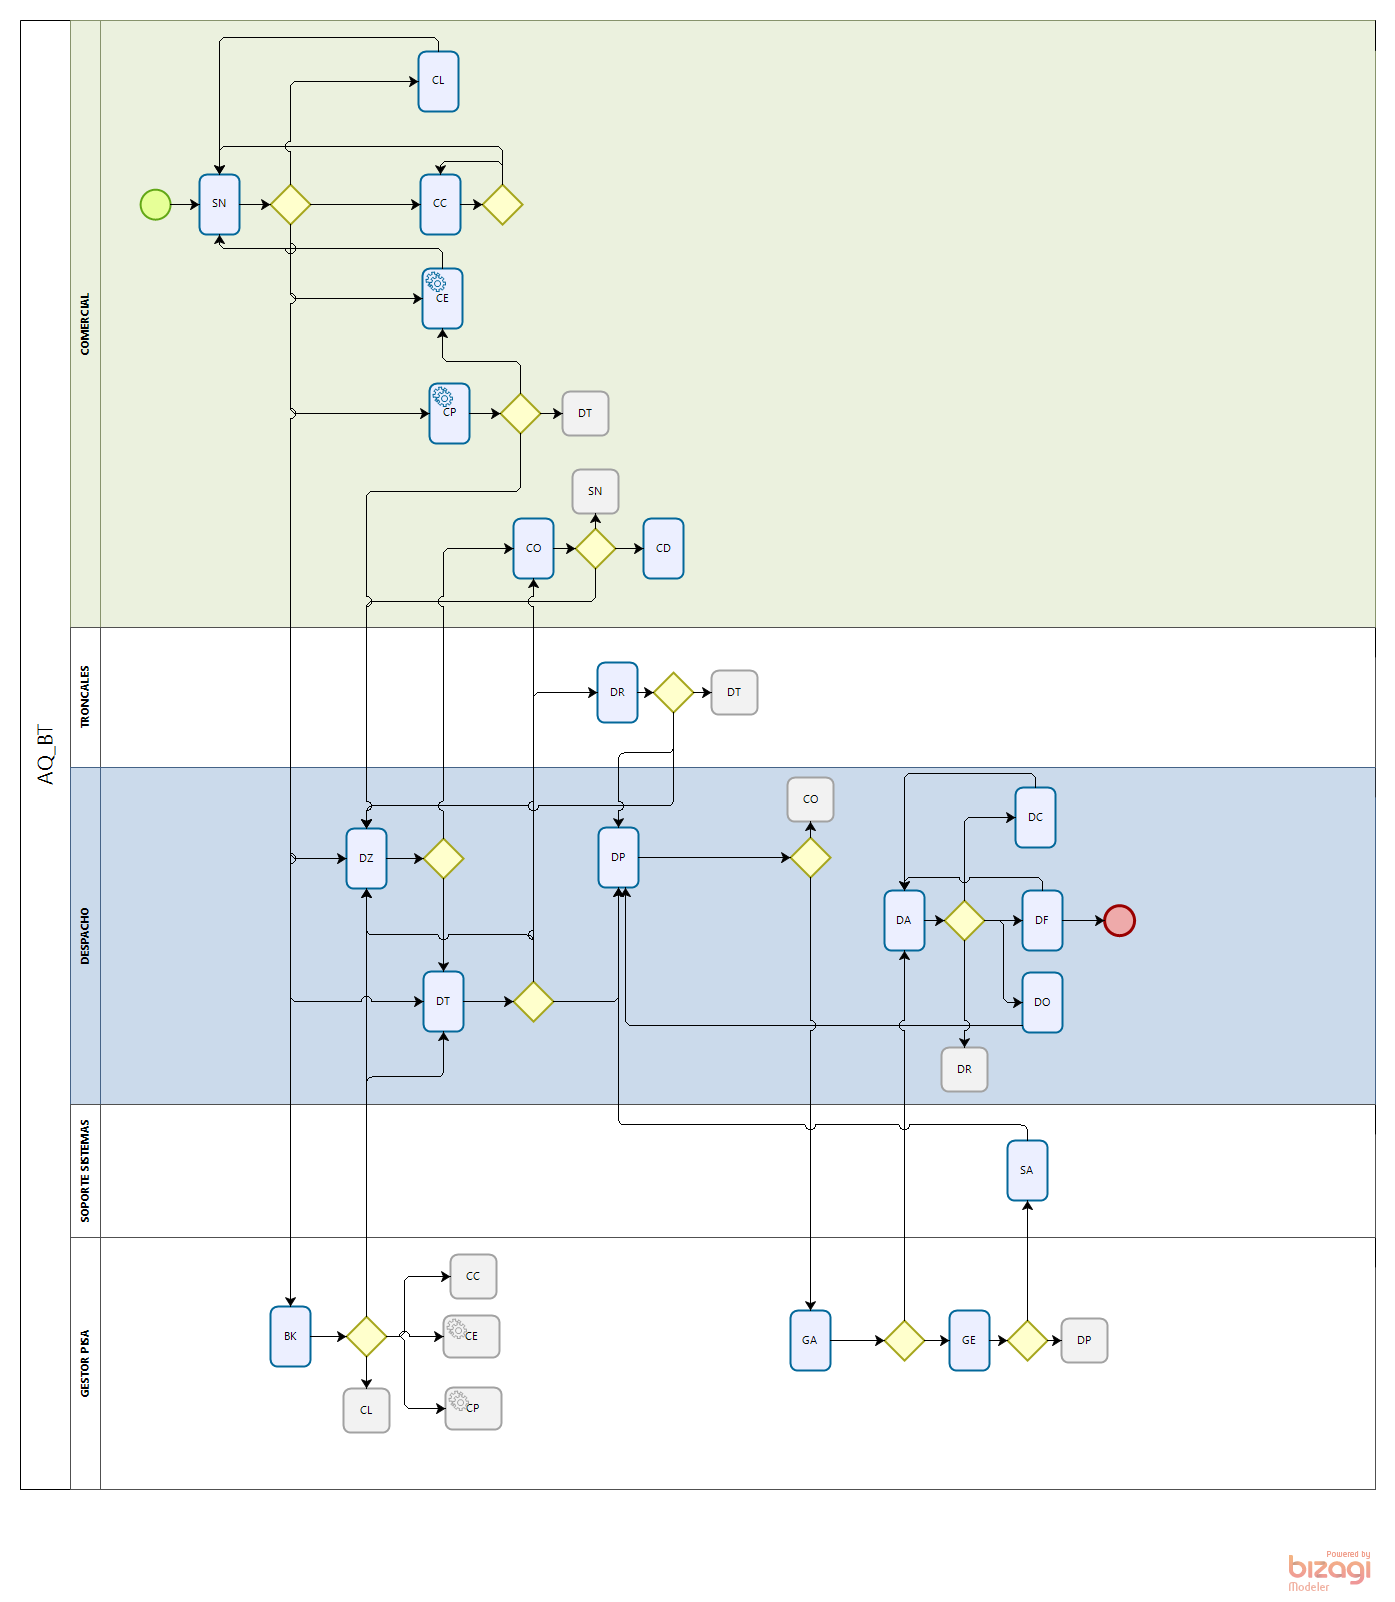 AQ_BT
COMERCIAL
CL
SN
CC
CE
CP
DT
SN
CO
CD
TRONCALES
DR
DT
DESPACHO
CO
DC
DZ
DP
DA
DF
DT
DO
DR
SOPORTE SISTEMAS
SA
GESTOR PISA
CC
BK
CE
GA
GE
DP
CL
CP
Powered by
bizagi
Modeler